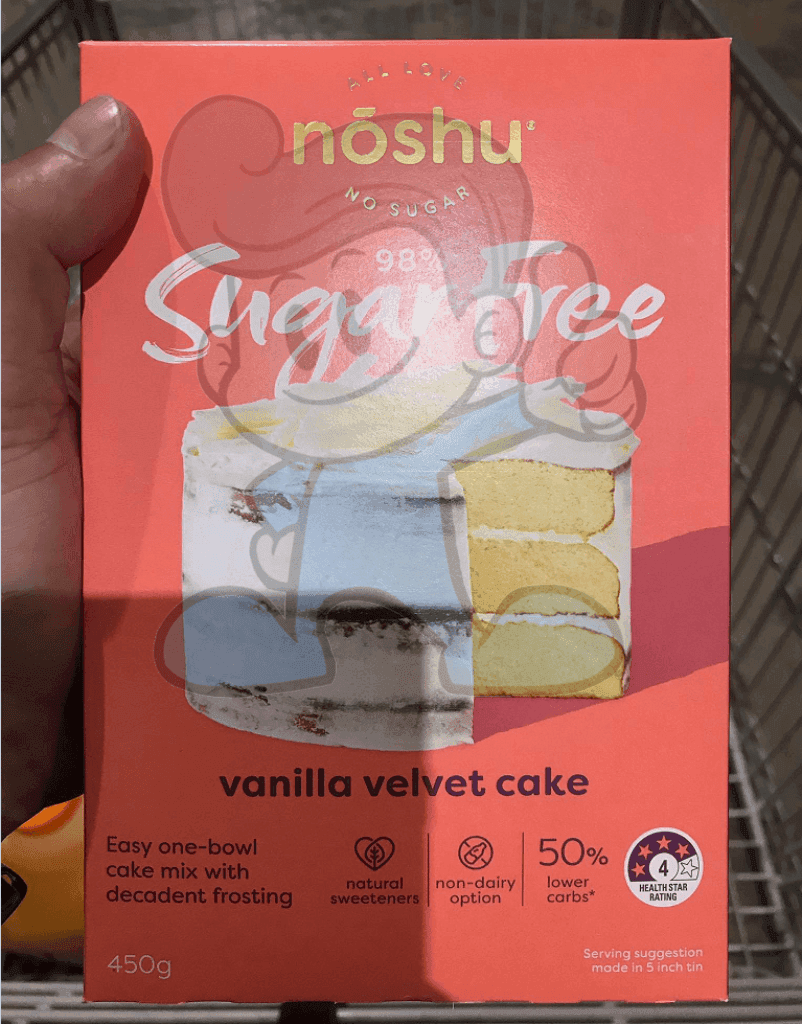 ALL LOVE
nōshu®
NO SUGAR
98%
Sugar Free
vanilla velvet cake
Easy one-bowl
cake mix with
decadent frosting
natural
sweeteners
non-dairy
option
50%
lower
carbs*
4
HEALTH STAR
RATING
450g
Serving suggestion
made in 5 inch tin